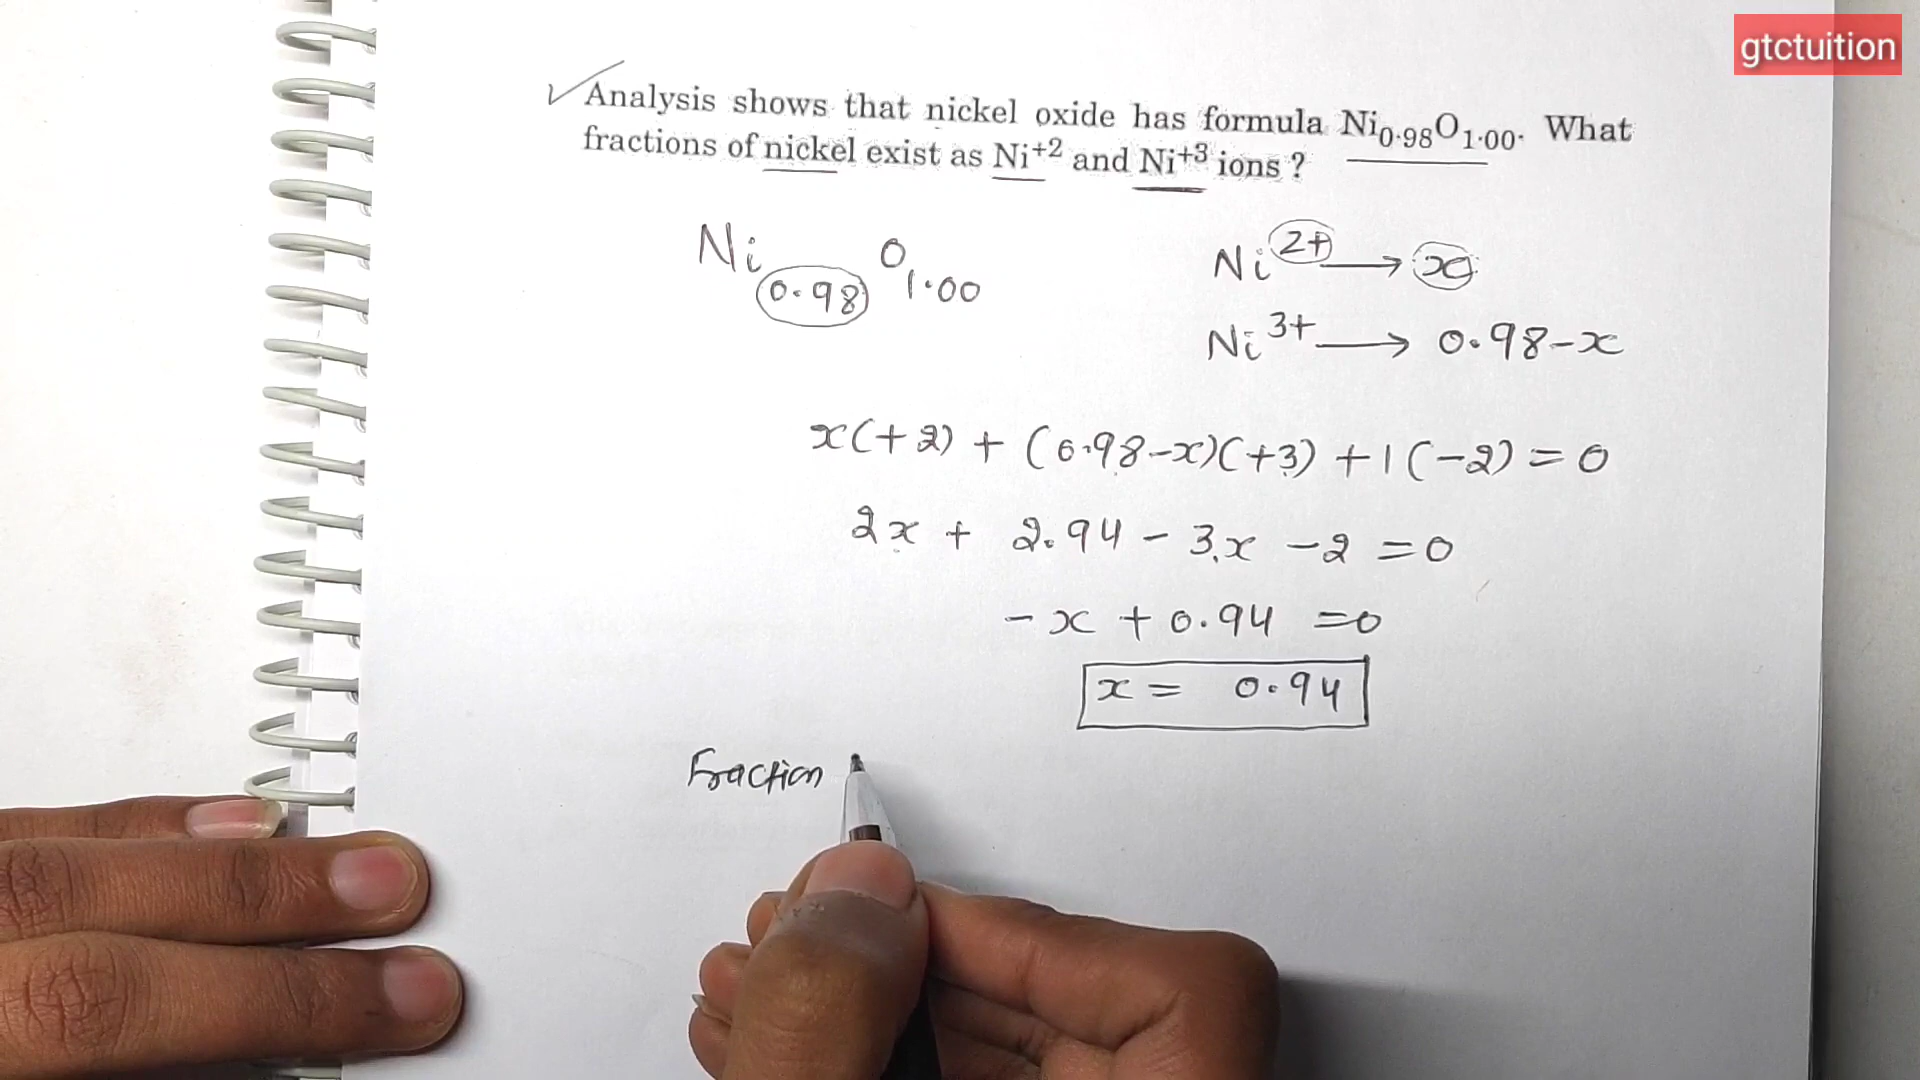 gtctuition
Analysis shows that nickel oxide has formula Ni0·98O1·00. What
fractions of nickel exist as Ni+2 and Ni+3 ions ?
Ni0.98 O1.00
Ni2+ → x
Ni3+ → 0.98-x
x(+2) + (0.98-x)(+3) + 1(-2) = 0
2x + 2.94 - 3x - 2 = 0
- x + 0.94 = 0
x = 0.94
Fraction